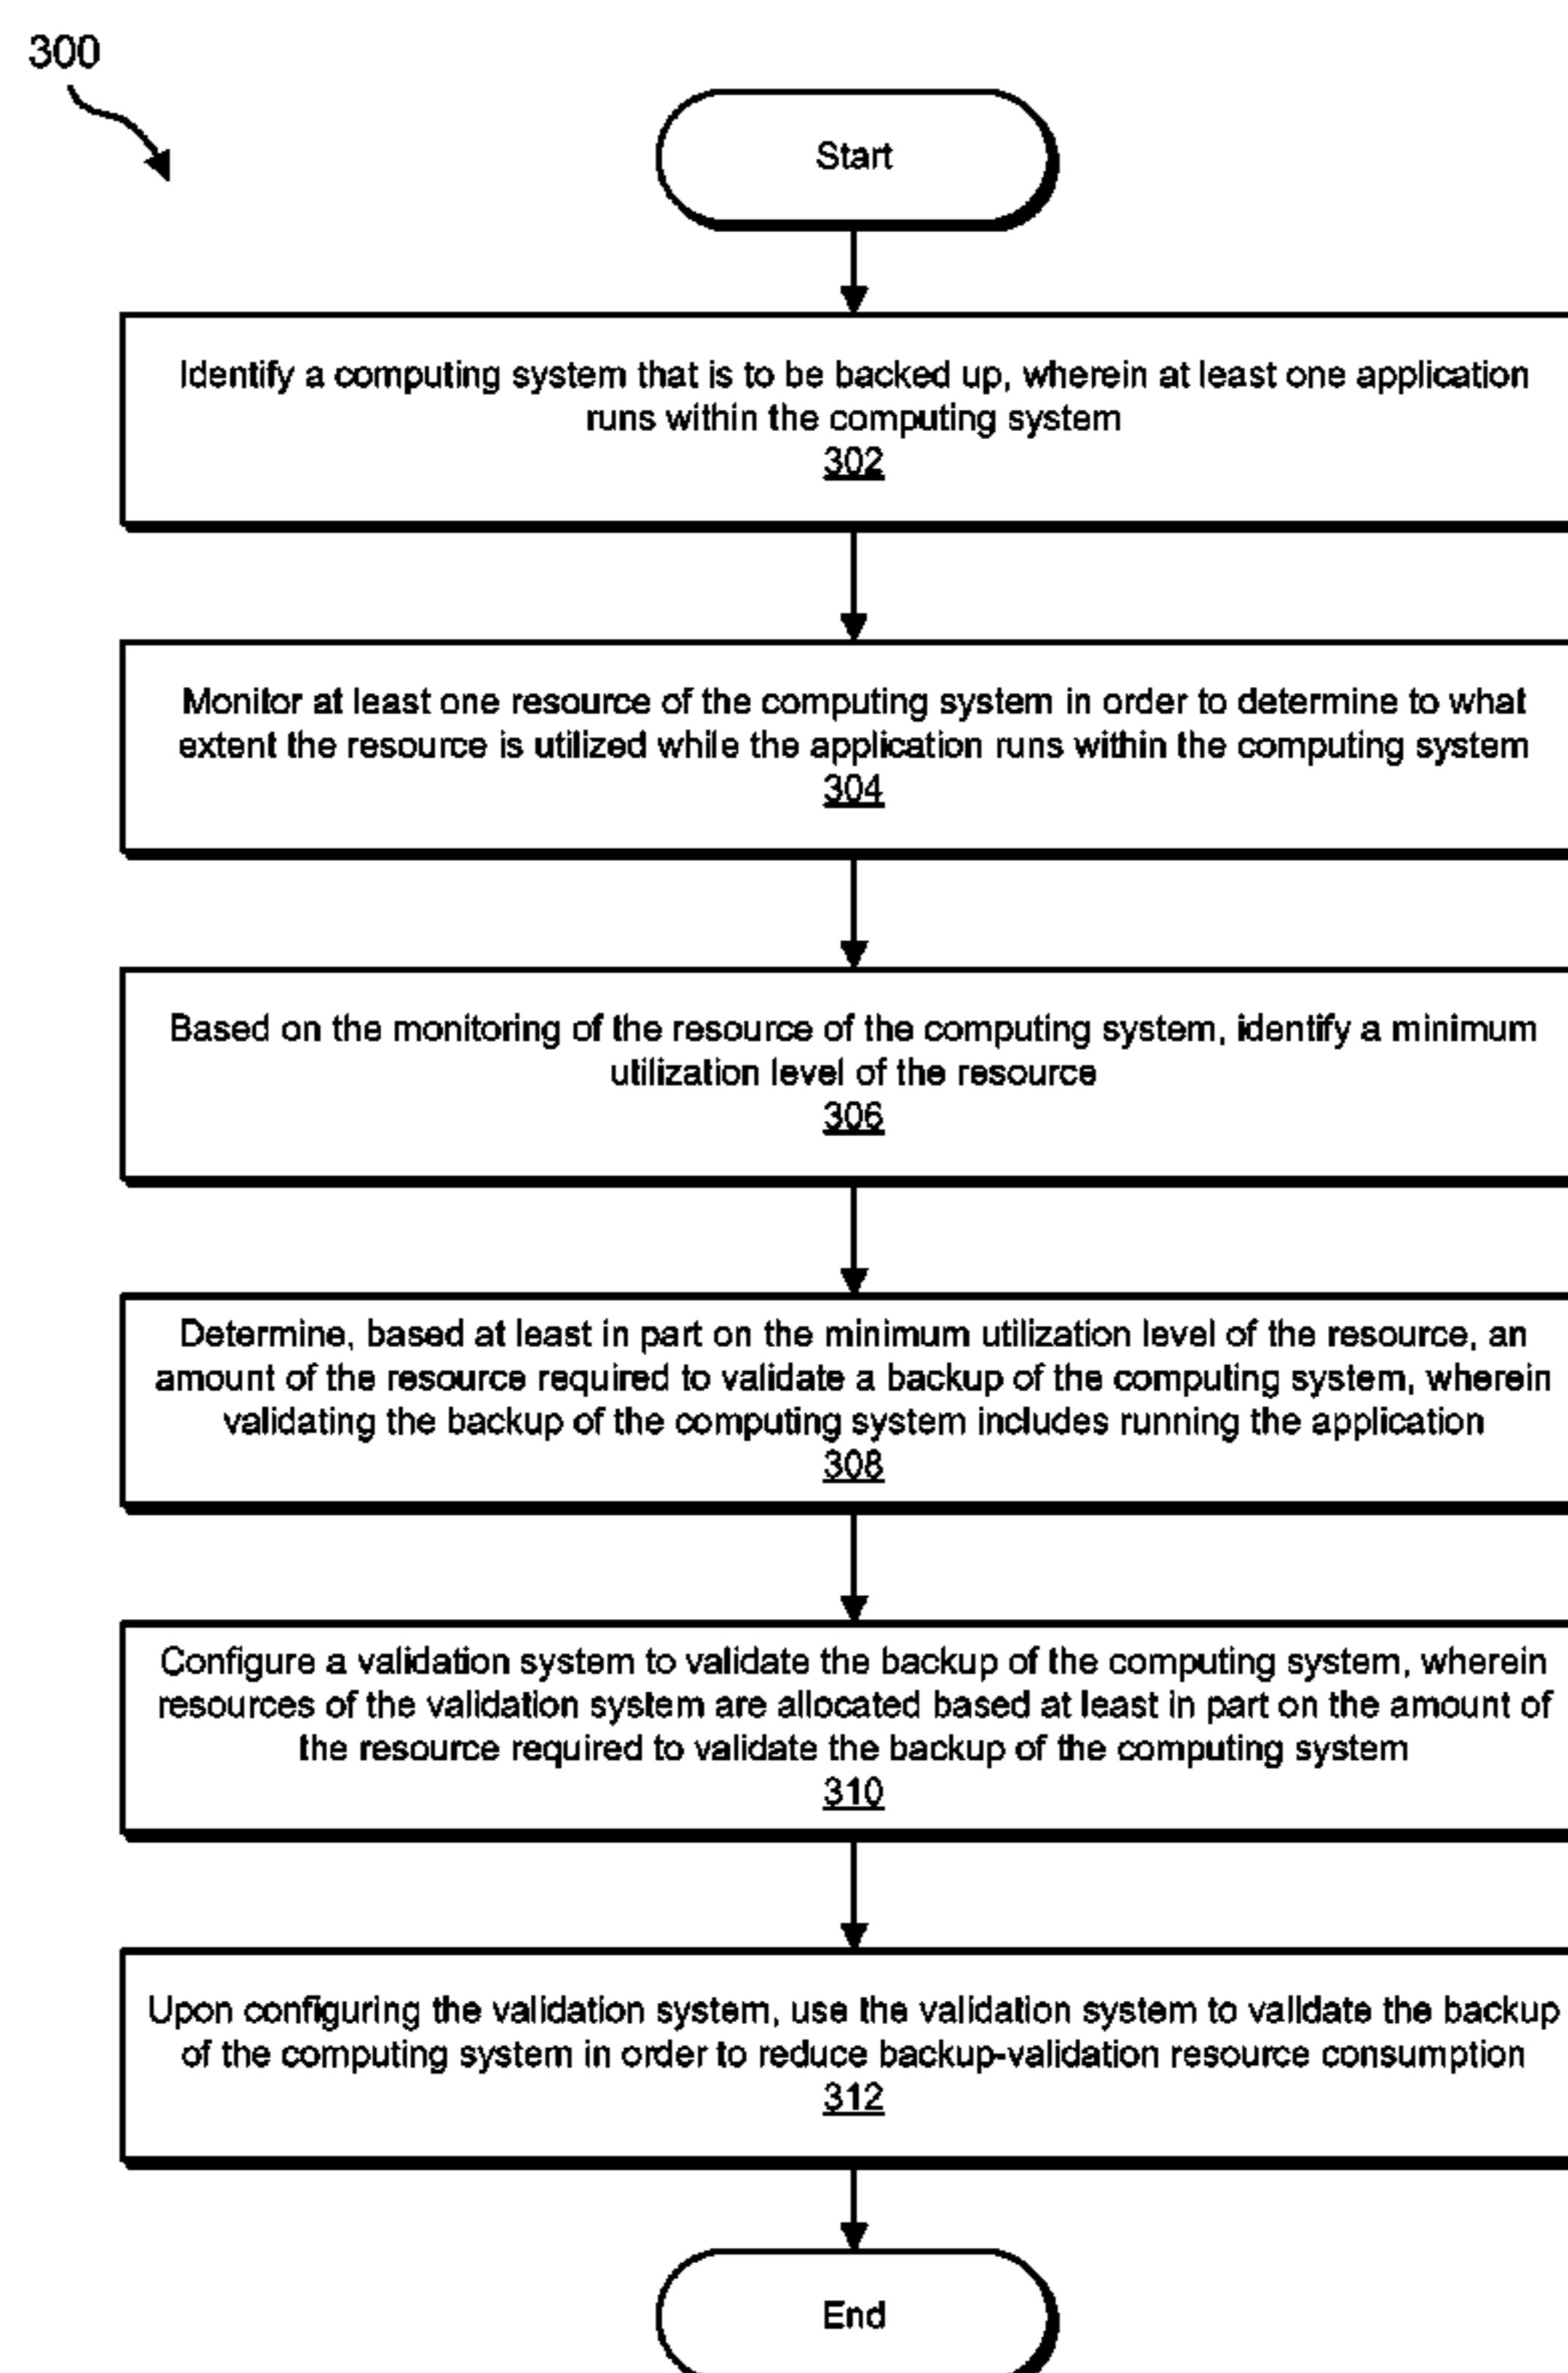 300
Start
Identify a computing system that is to be backed up, wherein at least one application
runs within the computing system
302
Monitor at least one resource of the computing system in order to determine to what
extent the resource is utilized while the application runs within the computing system
304
Based on the monitoring of the resource of the computing system, identify a minimum
utilization level of the resource
306
Determine, based at least in part on the minimum utilization level of the resource, an
amount of the resource required to validate a backup of the computing system, wherein
validating the backup of the computing system includes running the application
308
Configure a validation system to validate the backup of the computing system, wherein
resources of the validation system are allocated based at least in part on the amount of
the resource required to validate the backup of the computing system
310
Upon configuring the validation system, use the validation system to validate the backup
of the computing system in order to reduce backup-validation resource consumption
312
End